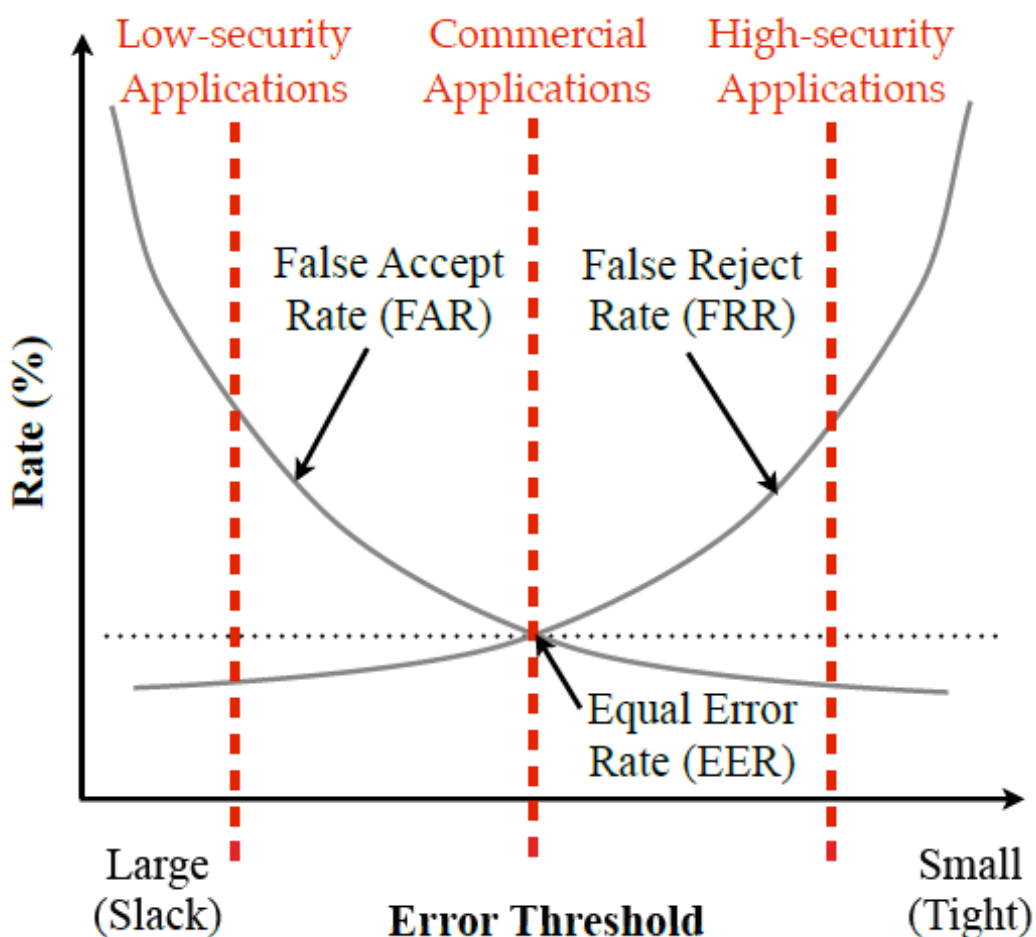 Low-security
Applications
Commercial
Applications
High-security
Applications
False Accept
Rate (FAR)
False Reject
Rate (FRR)
Rate (%)
Equal Error
Rate (EER)
Large
(Slack)
Error Threshold
Small
(Tight)